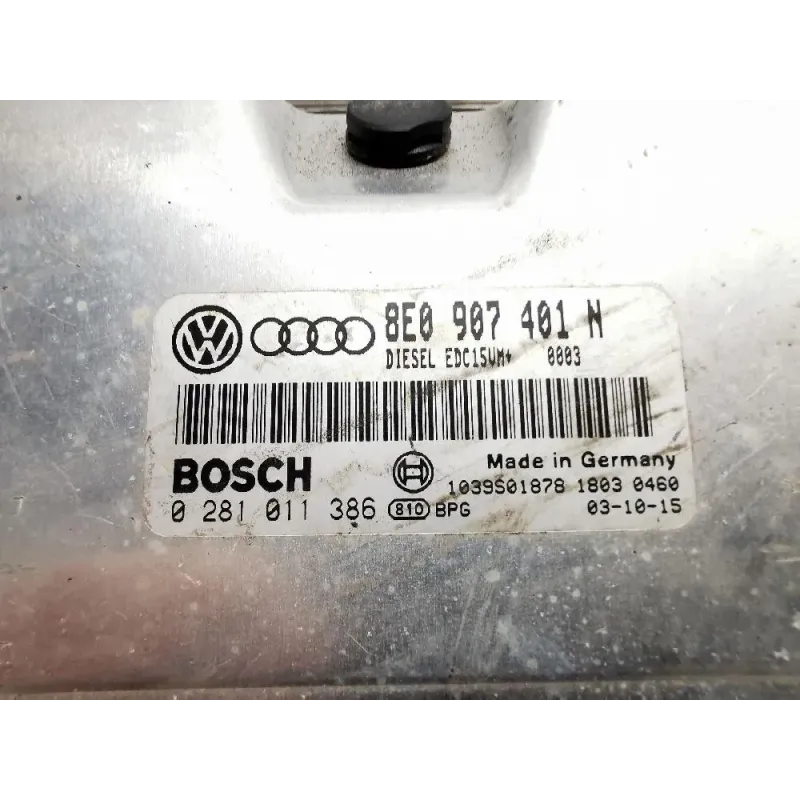 8E0 907 401 N
DIESEL EDC15VM+ 0003
BOSCH
Made in Germany
1039S01878 1803 0460
0 281 011 386 810 BPG 03-10-15